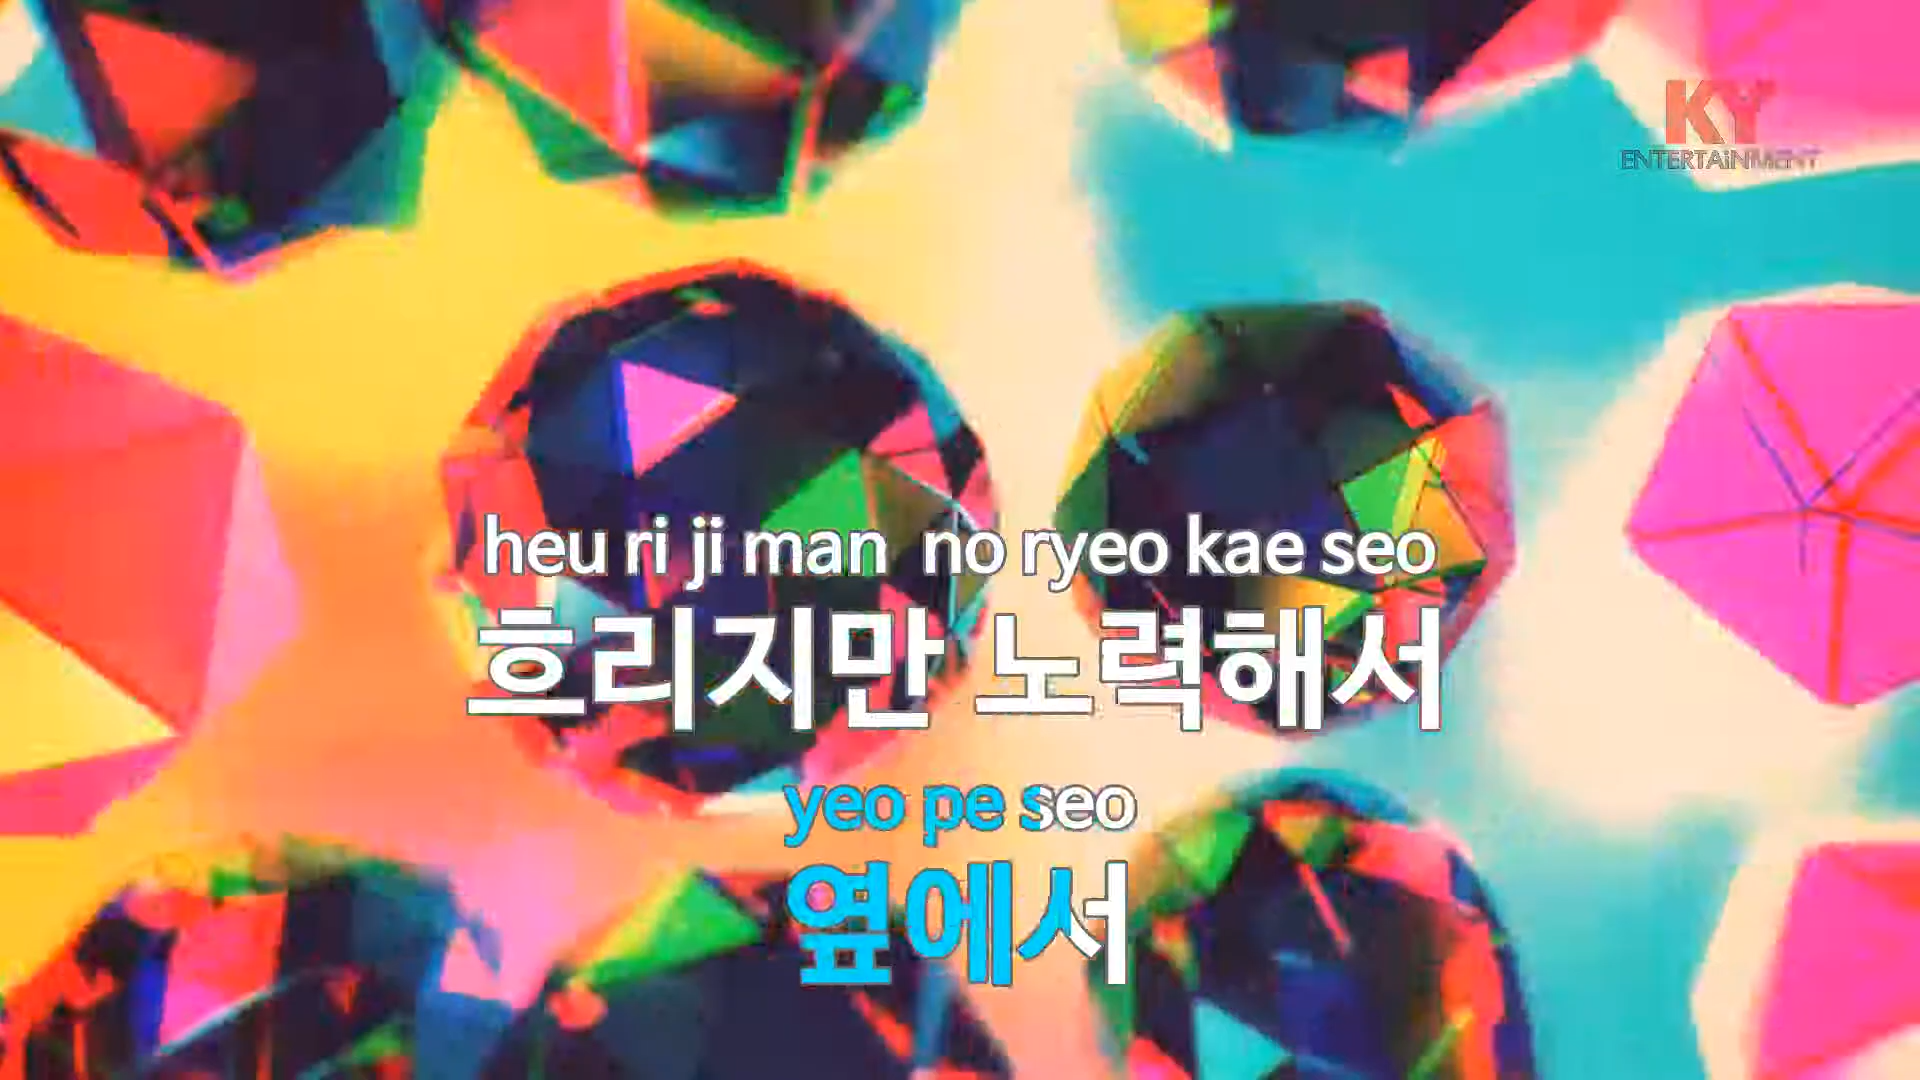 KY
ENTERTAiNMENT
heu ri ji man no ryeo kae seo
흐리지만 노력해서
yeo pe seo
옆에서